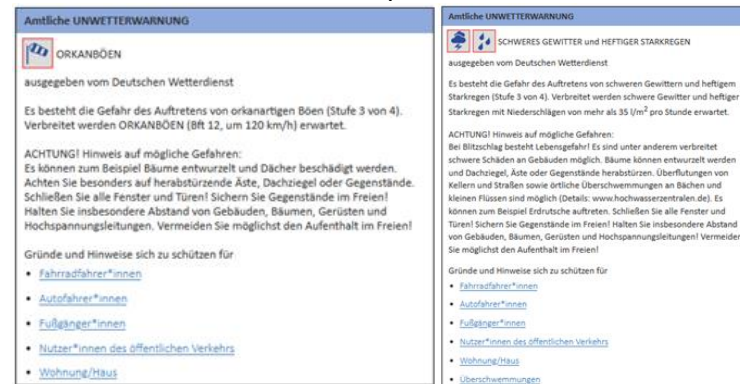 Amtliche UNWETTERWARNUNG
ORKANBÖEN
ausgegeben vom Deutschen Wetterdienst
Es besteht die Gefahr des Auftretens von orkanartigen Böen (Stufe 3 von 4).
Verbreitet werden ORKANBÖEN (Bft 12, um 120 km/h) erwartet.
ACHTUNG! Hinweis auf mögliche Gefahren:
Es können zum Beispiel Bäume entwurzelt und Dächer beschädigt werden.
Achten Sie besonders auf herabstürzende Äste, Dachziegel oder Gegenstände.
Schließen Sie alle Fenster und Türen! Sichern Sie Gegenstände im Freien!
Halten Sie insbesondere Abstand von Gebäuden, Bäumen, Gerüsten und
Hochspannungsleitungen. Vermeiden Sie möglichst den Aufenthalt im Freien!
Gründe und Hinweise sich zu schützen für
• Fahrradfahrer*innen
• Autofahrer*innen
• Fußgänger*innen
• Nutzer*innen des öffentlichen Verkehrs
• Wohnung/Haus
Amtliche UNWETTERWARNUNG
SCHWERES GEWITTER und HEFTIGER STARKREGEN
ausgegeben vom Deutschen Wetterdienst
Es besteht die Gefahr des Auftretens von schweren Gewittern und heftigem
Starkregen (Stufe 3 von 4). Verbreitet werden schwere Gewitter und heftiger
Starkregen mit Niederschlägen von mehr als 35 l/m² pro Stunde erwartet.
ACHTUNG! Hinweis auf mögliche Gefahren:
Bei Blitzschlag besteht Lebensgefahr! Es sind unter anderem verbreitet
schwere Schäden an Gebäuden möglich. Bäume können entwurzelt werden
und Dachziegel, Äste oder Gegenstände herabstürzen. Überflutungen von
Kellern und Straßen sowie örtliche Überschwemmungen an Bächen und
kleinen Flüssen sind möglich (Details: www.hochwasserzentralen.de). Es
können zum Beispiel Erdrutsche auftreten. Schließen Sie alle Fenster und
Türen! Sichern Sie Gegenstände im Freien! Halten Sie insbesondere Abstand
von Gebäuden, Bäumen, Gerüsten und Hochspannungsleitungen! Vermeiden
Sie möglichst den Aufenthalt im Freien!
Gründe und Hinweise sich zu schützen für
• Fahrradfahrer*innen
• Autofahrer*innen
• Fußgänger*innen
• Nutzer*innen des öffentlichen Verkehrs
• Wohnung/Haus
• Überschwemmungen